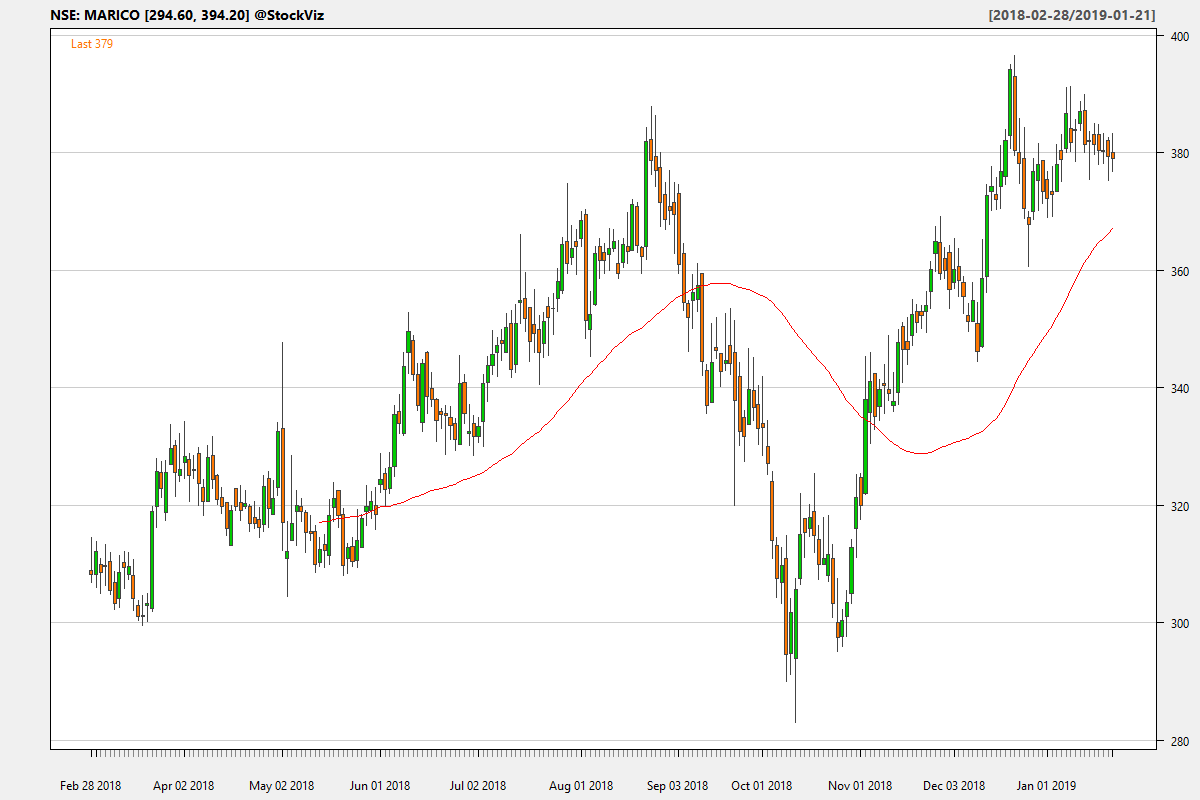 NSE: MARICO [294.60, 394.20] @StockViz
[2018-02-28/2019-01-21]
Last 379
400
380
360
340
320
300
280
Feb 28 2018
Apr 02 2018
May 02 2018
Jun 01 2018
Jul 02 2018
Aug 01 2018
Sep 03 2018
Oct 01 2018
Nov 01 2018
Dec 03 2018
Jan 01 2019